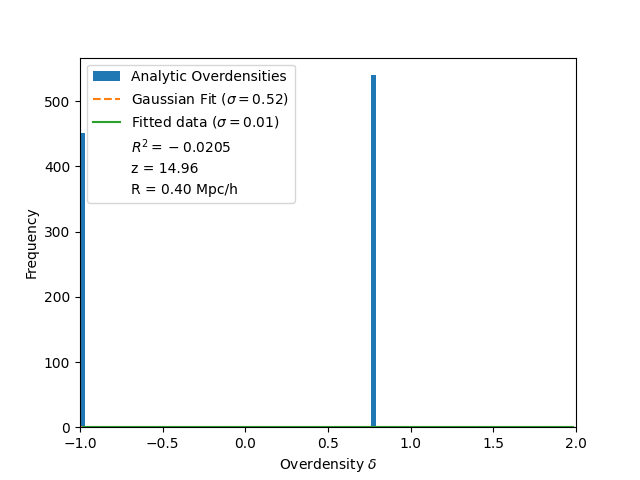 Analytic Overdensities
Gaussian Fit (σ = 0.52)
Fitted data (σ = 0.01)
R² = −0.0205
z = 14.96
R = 0.40 Mpc/h
Frequency
500
400
300
200
100
0
−1.0 −0.5 0.0 0.5 1.0 1.5 2.0
Overdensity δ